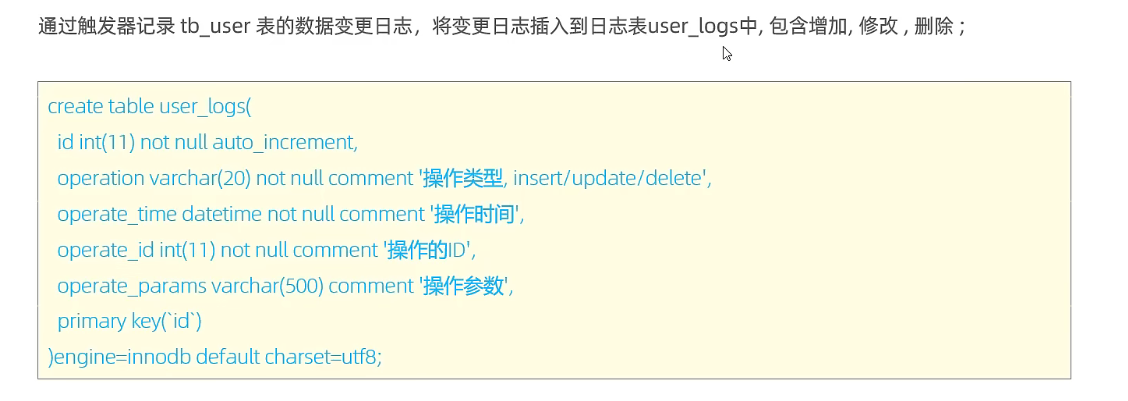 通过触发器记录 tb_user 表的数据变更日志，将变更日志插入到日志表user_logs中, 包含增加, 修改 , 删除 ;
create table user_logs(
id int(11) not null auto_increment,
operation varchar(20) not null comment '操作类型, insert/update/delete',
operate_time datetime not null comment '操作时间',
operate_id int(11) not null comment '操作的ID',
operate_params varchar(500) comment '操作参数',
primary key(`id`)
)engine=innodb default charset=utf8;